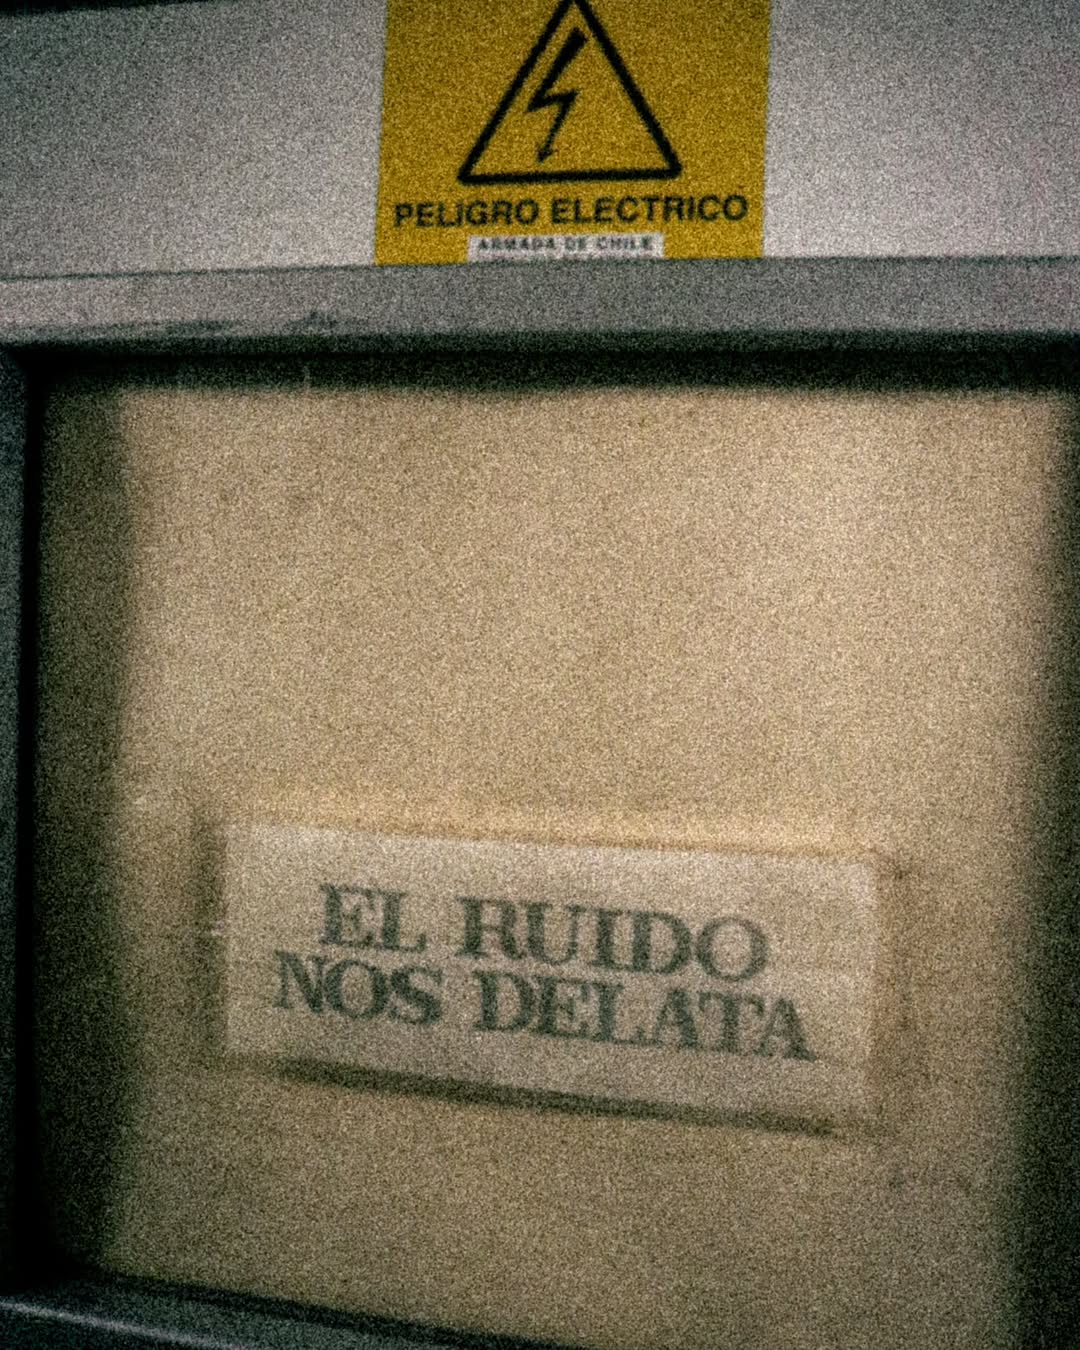 PELIGRO ELECTRICO
ARMADA DE CHILE
EL RUIDO
NOS DELATA